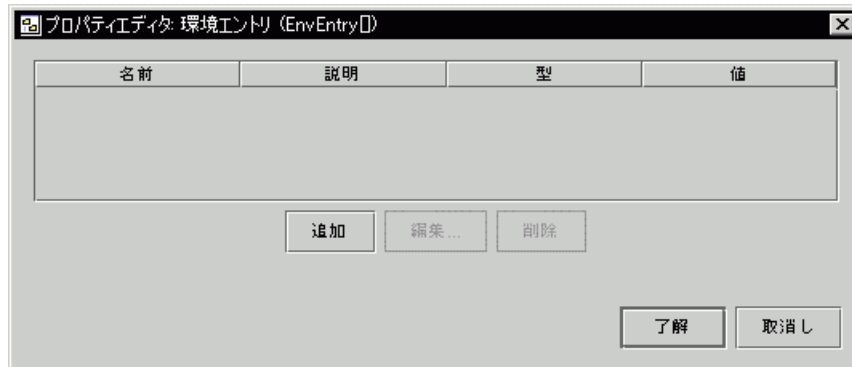 プロパティエディタ: 環境エントリ (EnvEntry[])
名前 説明 型 値
追加 編集... 削除
了解 取消し